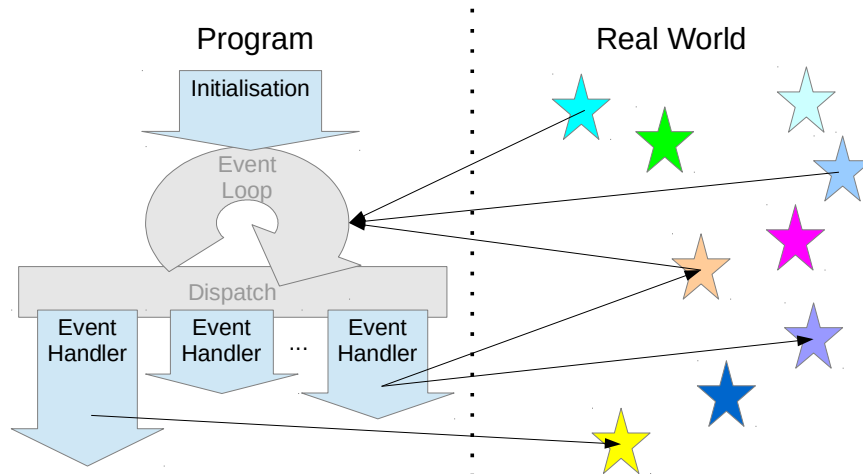 Program
Real World
Initialisation
Event
Loop
Dispatch
Event
Handler
Event
Handler
...
Event
Handler